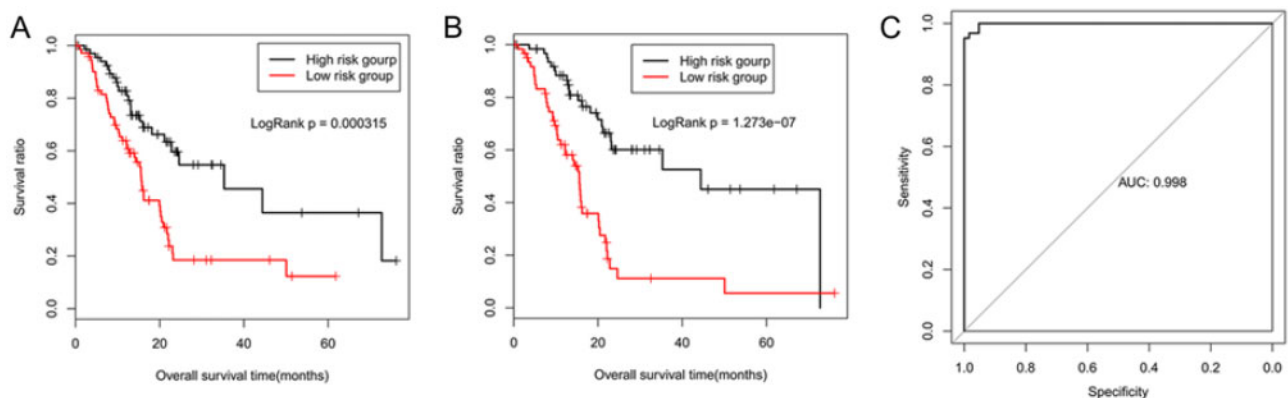 A
1.0
0.8
0.6
0.4
0.2
0.0
Survival ratio
High risk gourp
Low risk group
LogRank p = 0.000315
0 20 40 60
Overall survival time(months)
B
1.0
0.8
0.6
0.4
0.2
0.0
Survival ratio
High risk gourp
Low risk group
LogRank p = 1.273e−07
0 20 40 60
Overall survival time(months)
C
1.0
0.8
0.6
0.4
0.2
0.0
Sensitivity
AUC: 0.998
1.0 0.8 0.6 0.4 0.2 0.0
Specificity